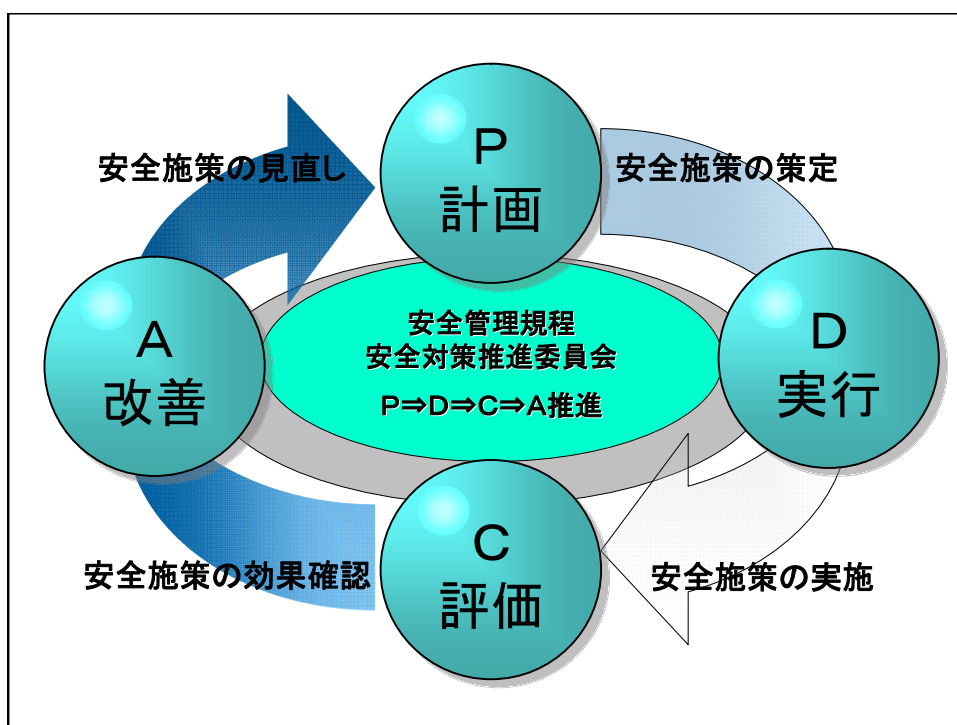 P
計画
安全施策の見直し
安全施策の策定
A
改善
安全管理規程
安全対策推進委員会
P⇒D⇒C⇒A推進
D
実行
C
評価
安全施策の効果確認
安全施策の実施